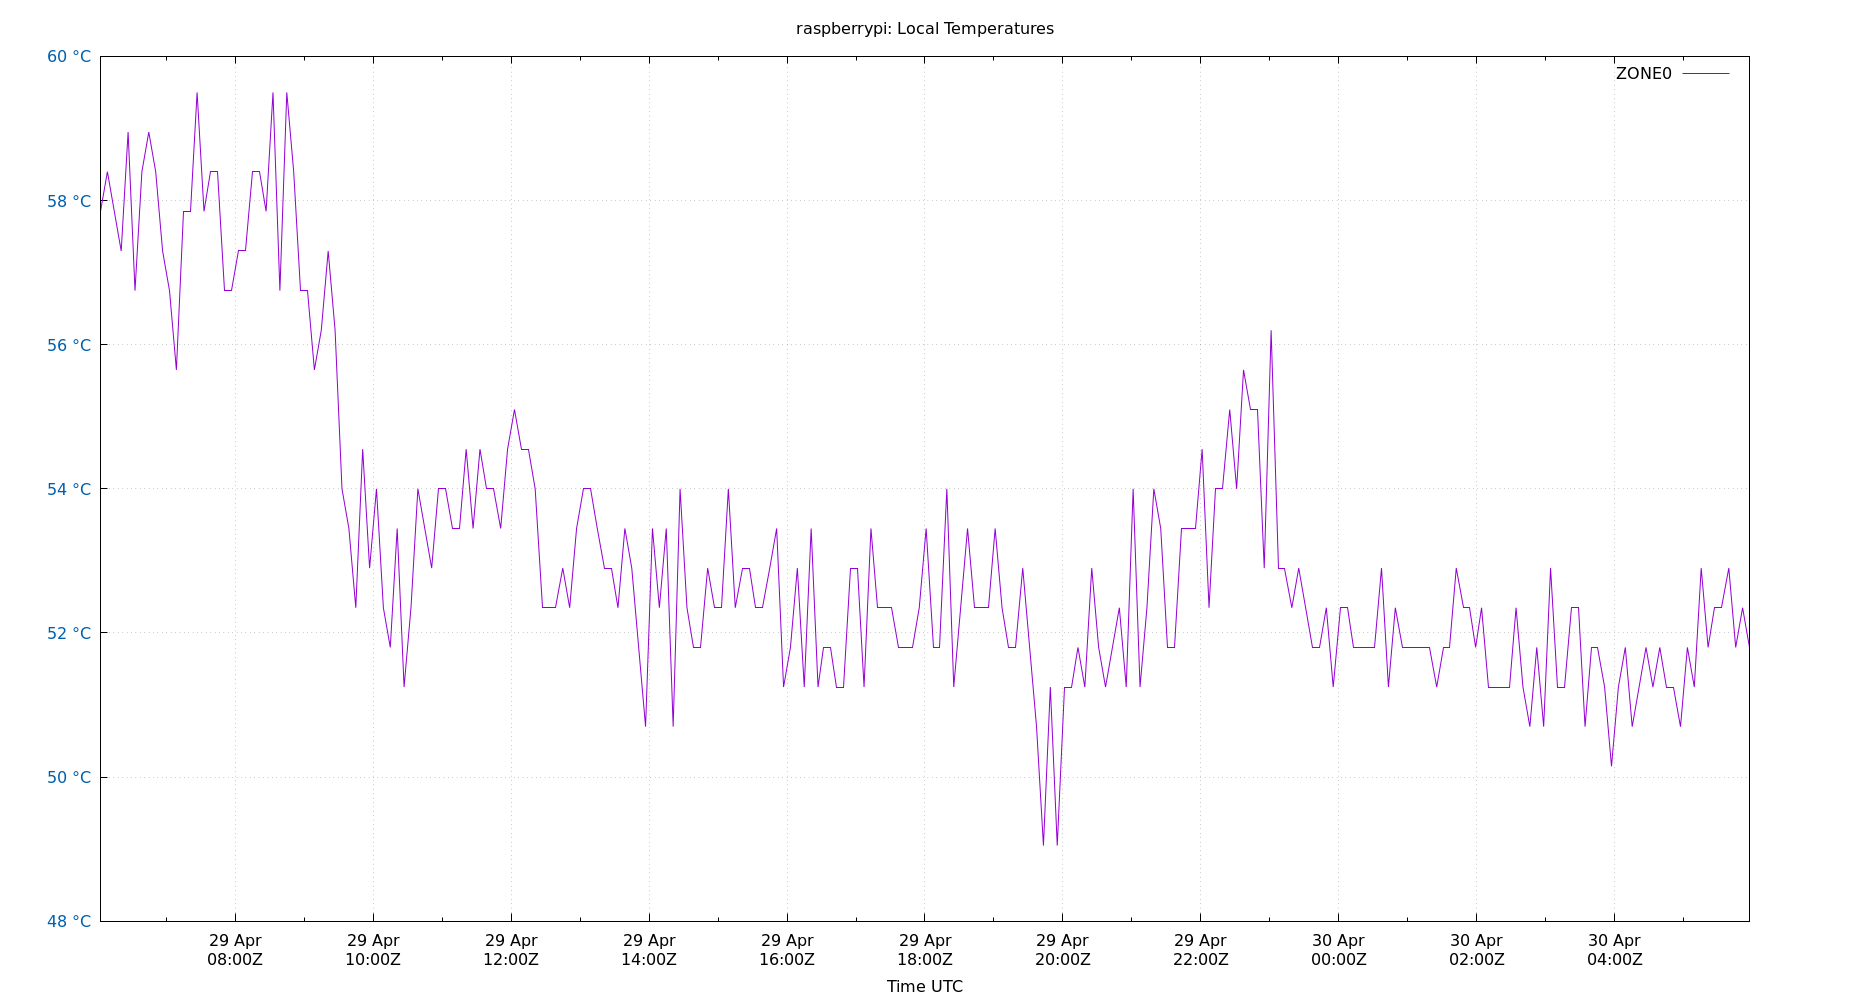 raspberrypi: Local Temperatures
60 °C
ZONE0
58 °C
56 °C
54 °C
52 °C
50 °C
48 °C
29 Apr 29 Apr 29 Apr 29 Apr 29 Apr 29 Apr 29 Apr 29 Apr 30 Apr 30 Apr 30 Apr
08:00Z 10:00Z 12:00Z 14:00Z 16:00Z 18:00Z 20:00Z 22:00Z 00:00Z 02:00Z 04:00Z
Time UTC